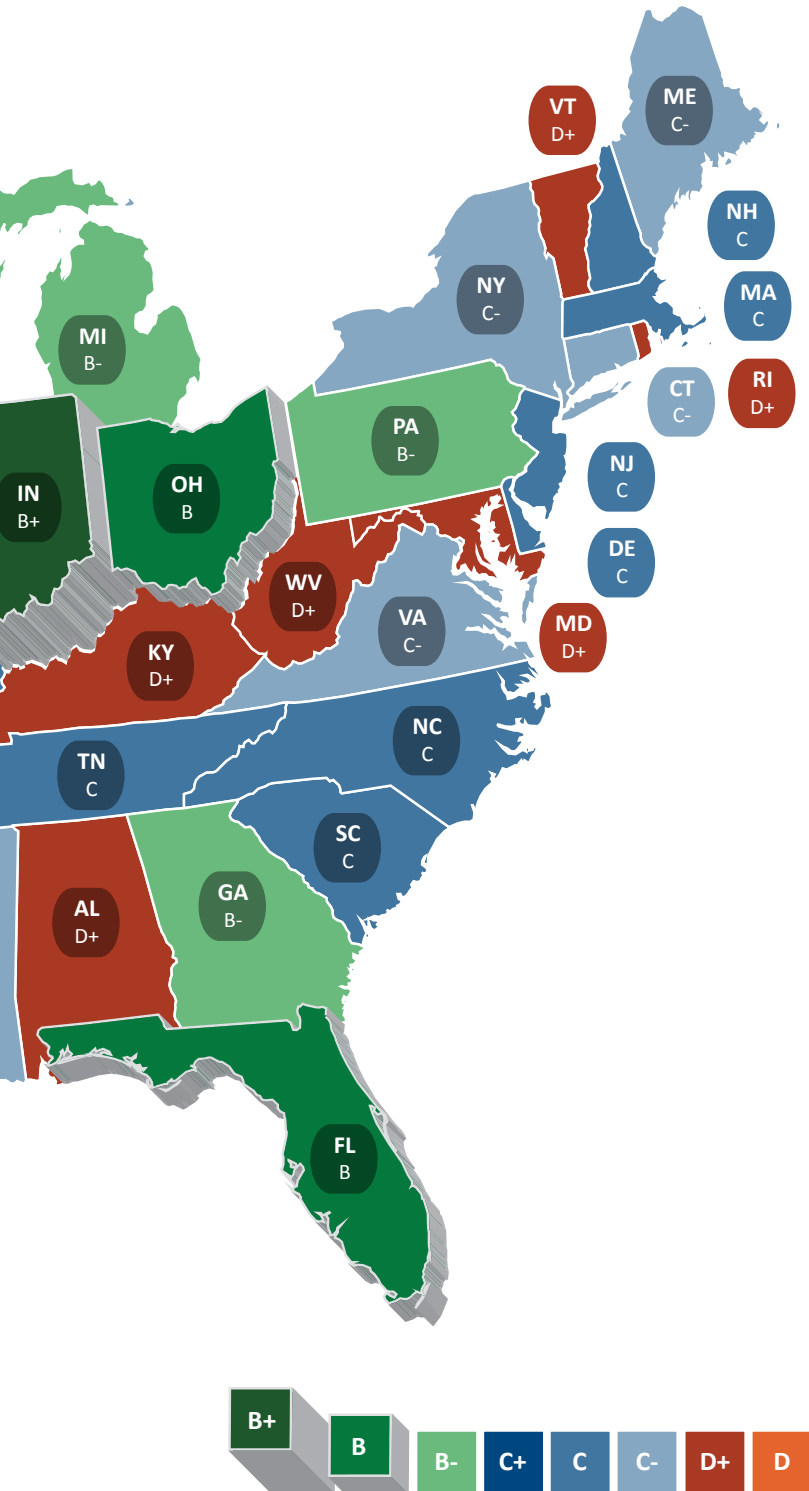 VT
D+
ME
C-
NH
C
NY
C-
MA
C
MI
B-
CT
C-
RI
D+
PA
B-
NJ
C
IN
B+
OH
B
DE
C
WV
D+
VA
C-
MD
D+
KY
D+
NC
C
TN
C
SC
C
GA
B-
AL
D+
FL
B
B+
B
B-
C+
C
C-
D+
D